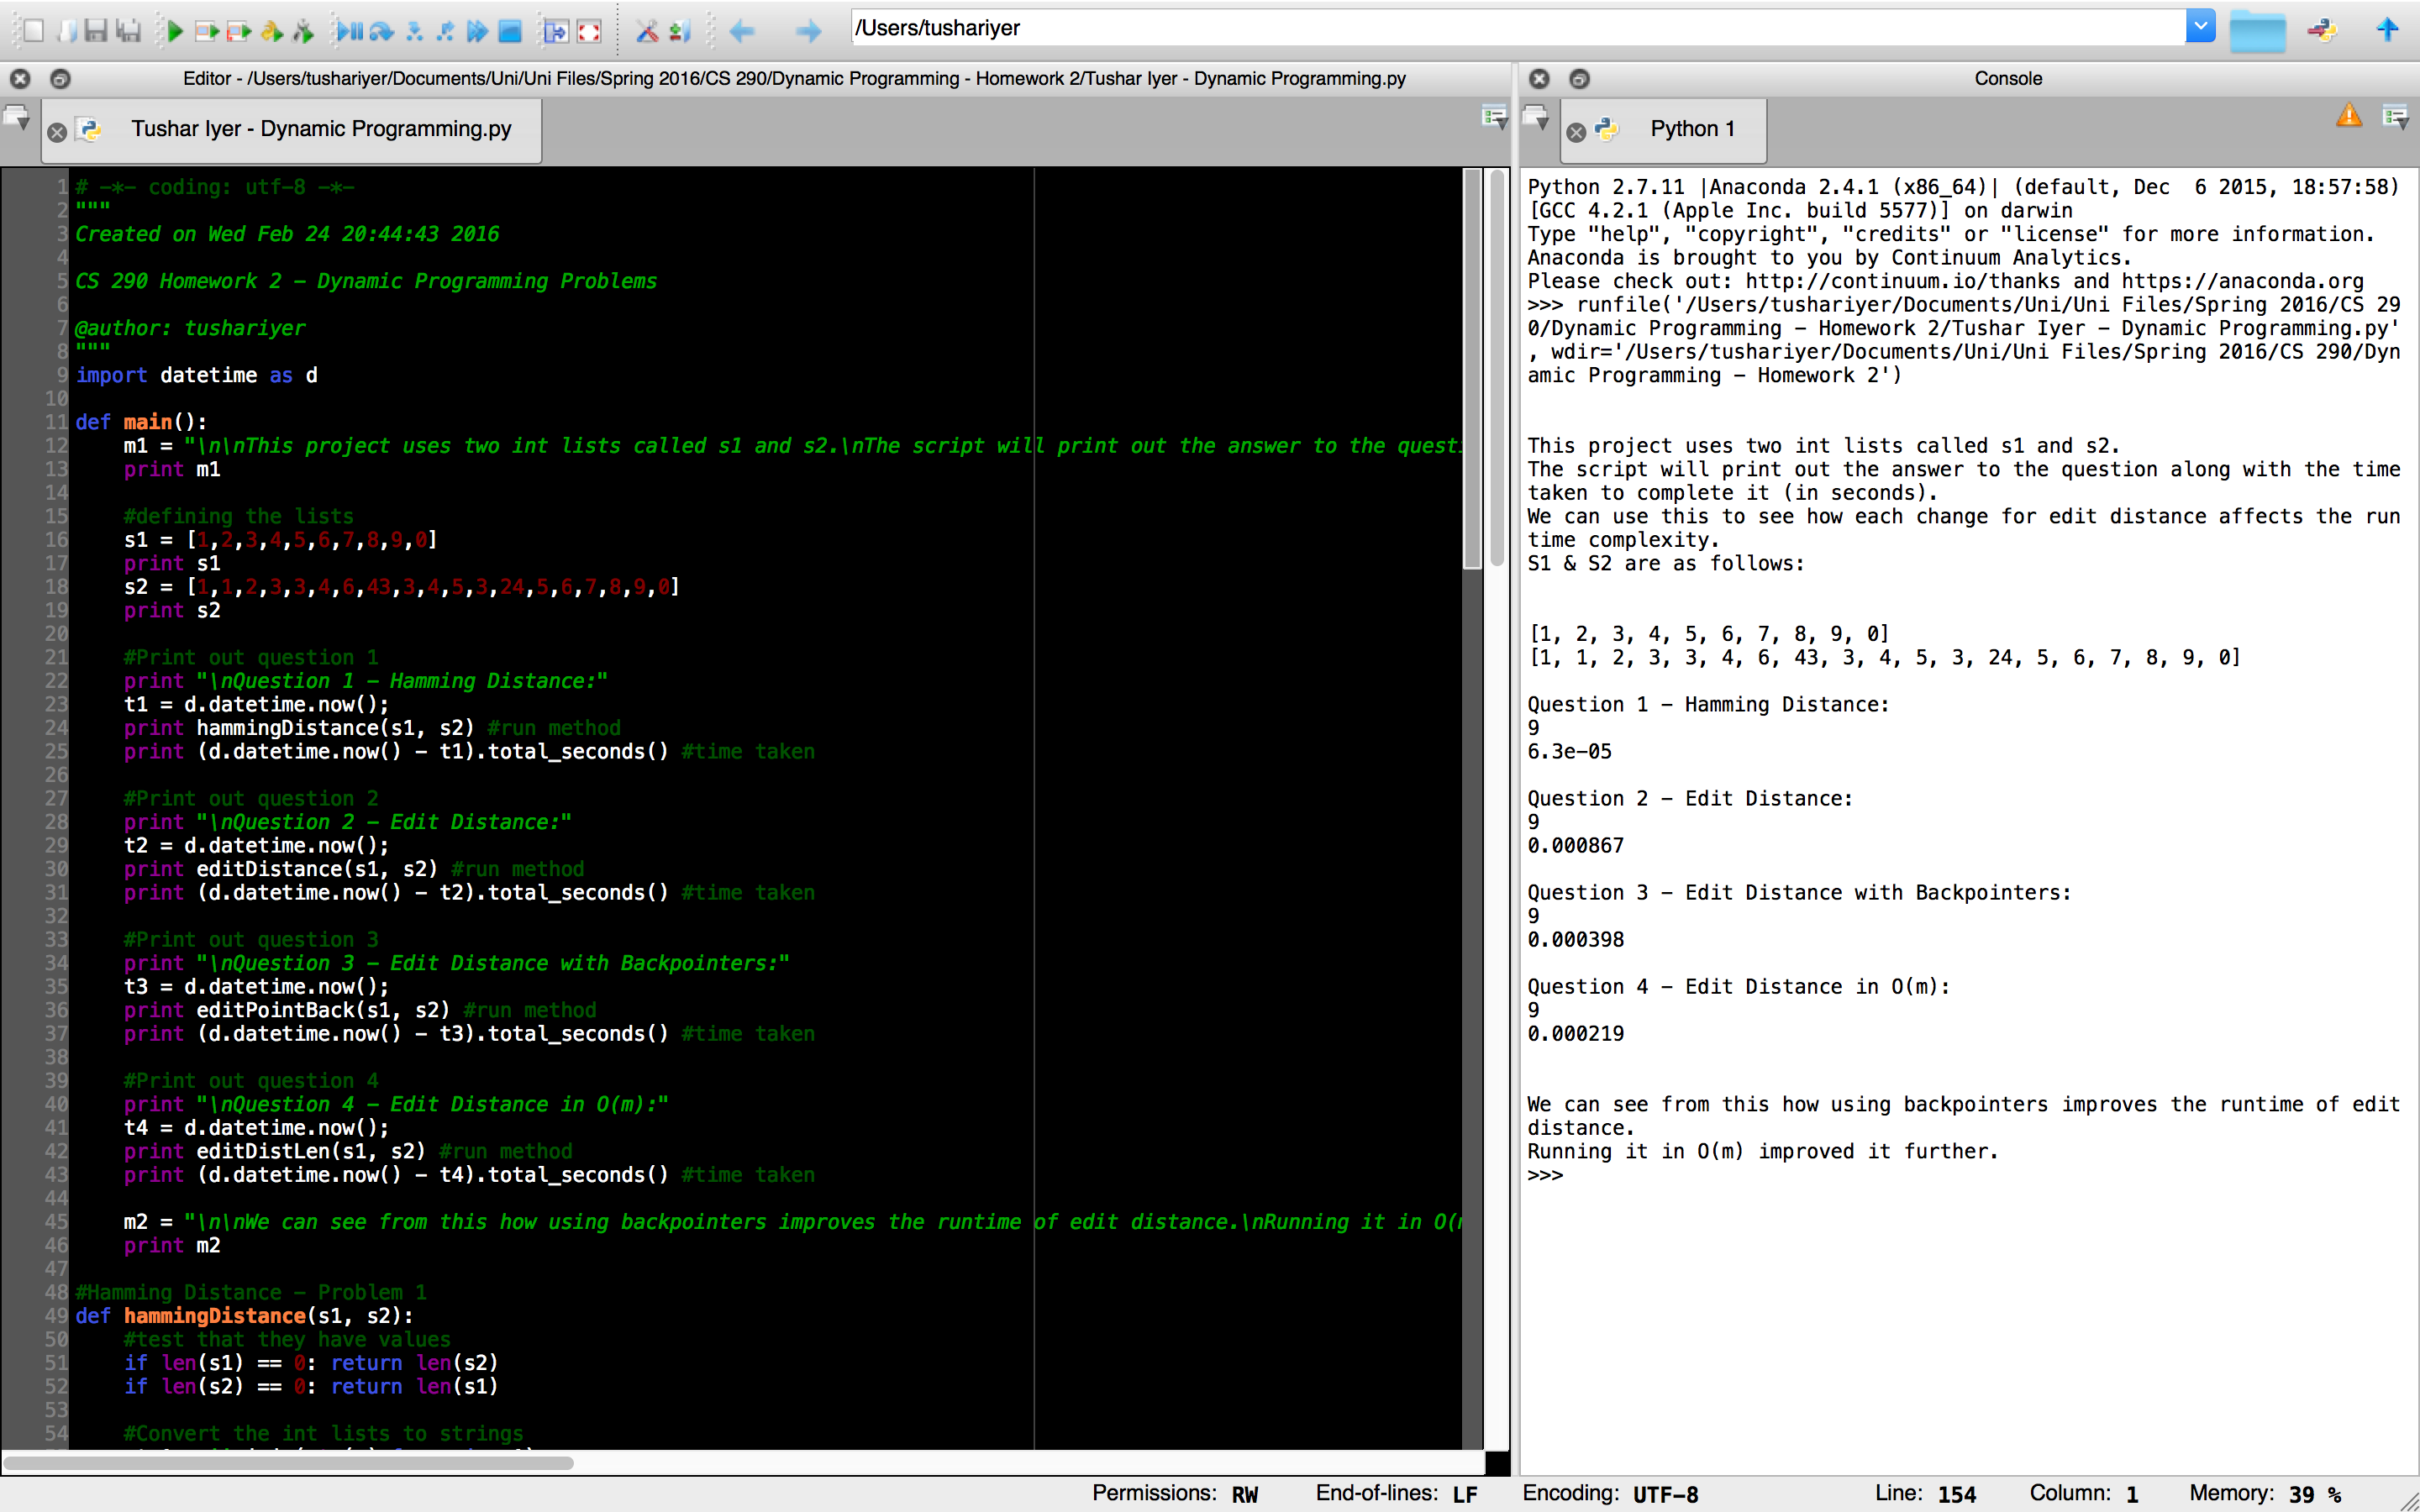 /Users/tushariyer
Editor - /Users/tushariyer/Documents/Uni/Uni Files/Spring 2016/CS 290/Dynamic Programming - Homework 2/Tushar Iyer - Dynamic Programming.py
Tushar Iyer - Dynamic Programming.py
1 # -*- coding: utf-8 -*-
2 """
3 Created on Wed Feb 24 20:44:43 2016
4
5 CS 290 Homework 2 - Dynamic Programming Problems
6
7 @author: tushariyer
8 """
9 import datetime as d
10
11 def main():
12     m1 = "\n\nThis project uses two int lists called s1 and s2.\nThe script will print out the answer to the questi
13     print m1
14
15     #defining the lists
16     s1 = [1,2,3,4,5,6,7,8,9,0]
17     print s1
18     s2 = [1,1,2,3,3,4,6,43,3,4,5,3,24,5,6,7,8,9,0]
19     print s2
20
21     #Print out question 1
22     print "\nQuestion 1 - Hamming Distance:"
23     t1 = d.datetime.now();
24     print hammingDistance(s1, s2) #run method
25     print (d.datetime.now() - t1).total_seconds() #time taken
26
27     #Print out question 2
28     print "\nQuestion 2 - Edit Distance:"
29     t2 = d.datetime.now();
30     print editDistance(s1, s2) #run method
31     print (d.datetime.now() - t2).total_seconds() #time taken
32
33     #Print out question 3
34     print "\nQuestion 3 - Edit Distance with Backpointers:"
35     t3 = d.datetime.now();
36     print editPointBack(s1, s2) #run method
37     print (d.datetime.now() - t3).total_seconds() #time taken
38
39     #Print out question 4
40     print "\nQuestion 4 - Edit Distance in O(m):"
41     t4 = d.datetime.now();
42     print editDistLen(s1, s2) #run method
43     print (d.datetime.now() - t4).total_seconds() #time taken
44
45     m2 = "\n\nWe can see from this how using backpointers improves the runtime of edit distance.\nRunning it in O(m
46     print m2
47
48 #Hamming Distance - Problem 1
49 def hammingDistance(s1, s2):
50     #test that they have values
51     if len(s1) == 0: return len(s2)
52     if len(s2) == 0: return len(s1)
53
54     #Convert the int lists to strings
Console
Python 1
Python 2.7.11 |Anaconda 2.4.1 (x86_64)| (default, Dec  6 2015, 18:57:58)
[GCC 4.2.1 (Apple Inc. build 5577)] on darwin
Type "help", "copyright", "credits" or "license" for more information.
Anaconda is brought to you by Continuum Analytics.
Please check out: http://continuum.io/thanks and https://anaconda.org
>>> runfile('/Users/tushariyer/Documents/Uni/Uni Files/Spring 2016/CS 29
0/Dynamic Programming - Homework 2/Tushar Iyer - Dynamic Programming.py'
, wdir='/Users/tushariyer/Documents/Uni/Uni Files/Spring 2016/CS 290/Dyn
amic Programming - Homework 2')
This project uses two int lists called s1 and s2.
The script will print out the answer to the question along with the time
taken to complete it (in seconds).
We can use this to see how each change for edit distance affects the run
time complexity.
S1 & S2 are as follows:
[1, 2, 3, 4, 5, 6, 7, 8, 9, 0]
[1, 1, 2, 3, 3, 4, 6, 43, 3, 4, 5, 3, 24, 5, 6, 7, 8, 9, 0]
Question 1 - Hamming Distance:
9
6.3e-05
Question 2 - Edit Distance:
9
0.000867
Question 3 - Edit Distance with Backpointers:
9
0.000398
Question 4 - Edit Distance in O(m):
9
0.000219
We can see from this how using backpointers improves the runtime of edit
distance.
Running it in O(m) improved it further.
>>>
Permissions: RW End-of-lines: LF Encoding: UTF-8 Line: 154 Column: 1 Memory: 39 %